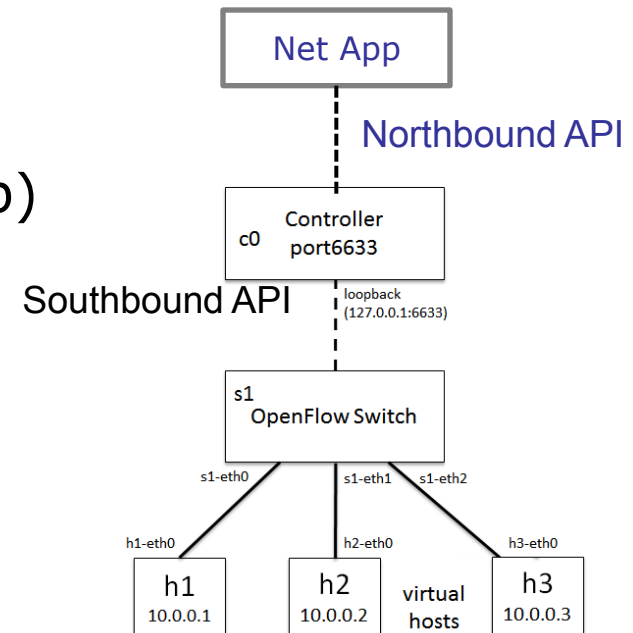 Net App
Northbound API
)
c0
Controller
port6633
Southbound API
loopback
(127.0.0.1:6633)
s1
OpenFlow Switch
s1-eth0
s1-eth1
s1-eth2
h1-eth0
h2-eth0
h3-eth0
h1
10.0.0.1
h2
10.0.0.2
virtual
hosts
h3
10.0.0.3